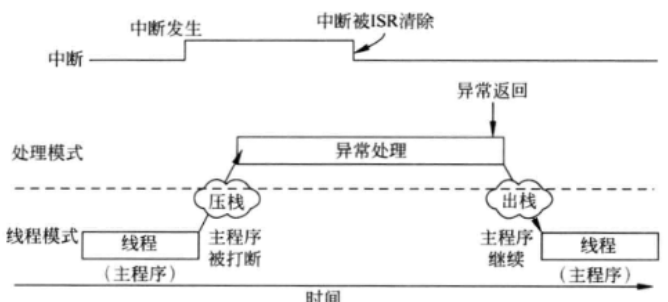 中断发生
中断被ISR清除
中断
异常返回
处理模式
异常处理
压栈
出栈
线程模式
线程
主程序
被打断
主程序
继续
线程
(主程序)
(主程序)
时间